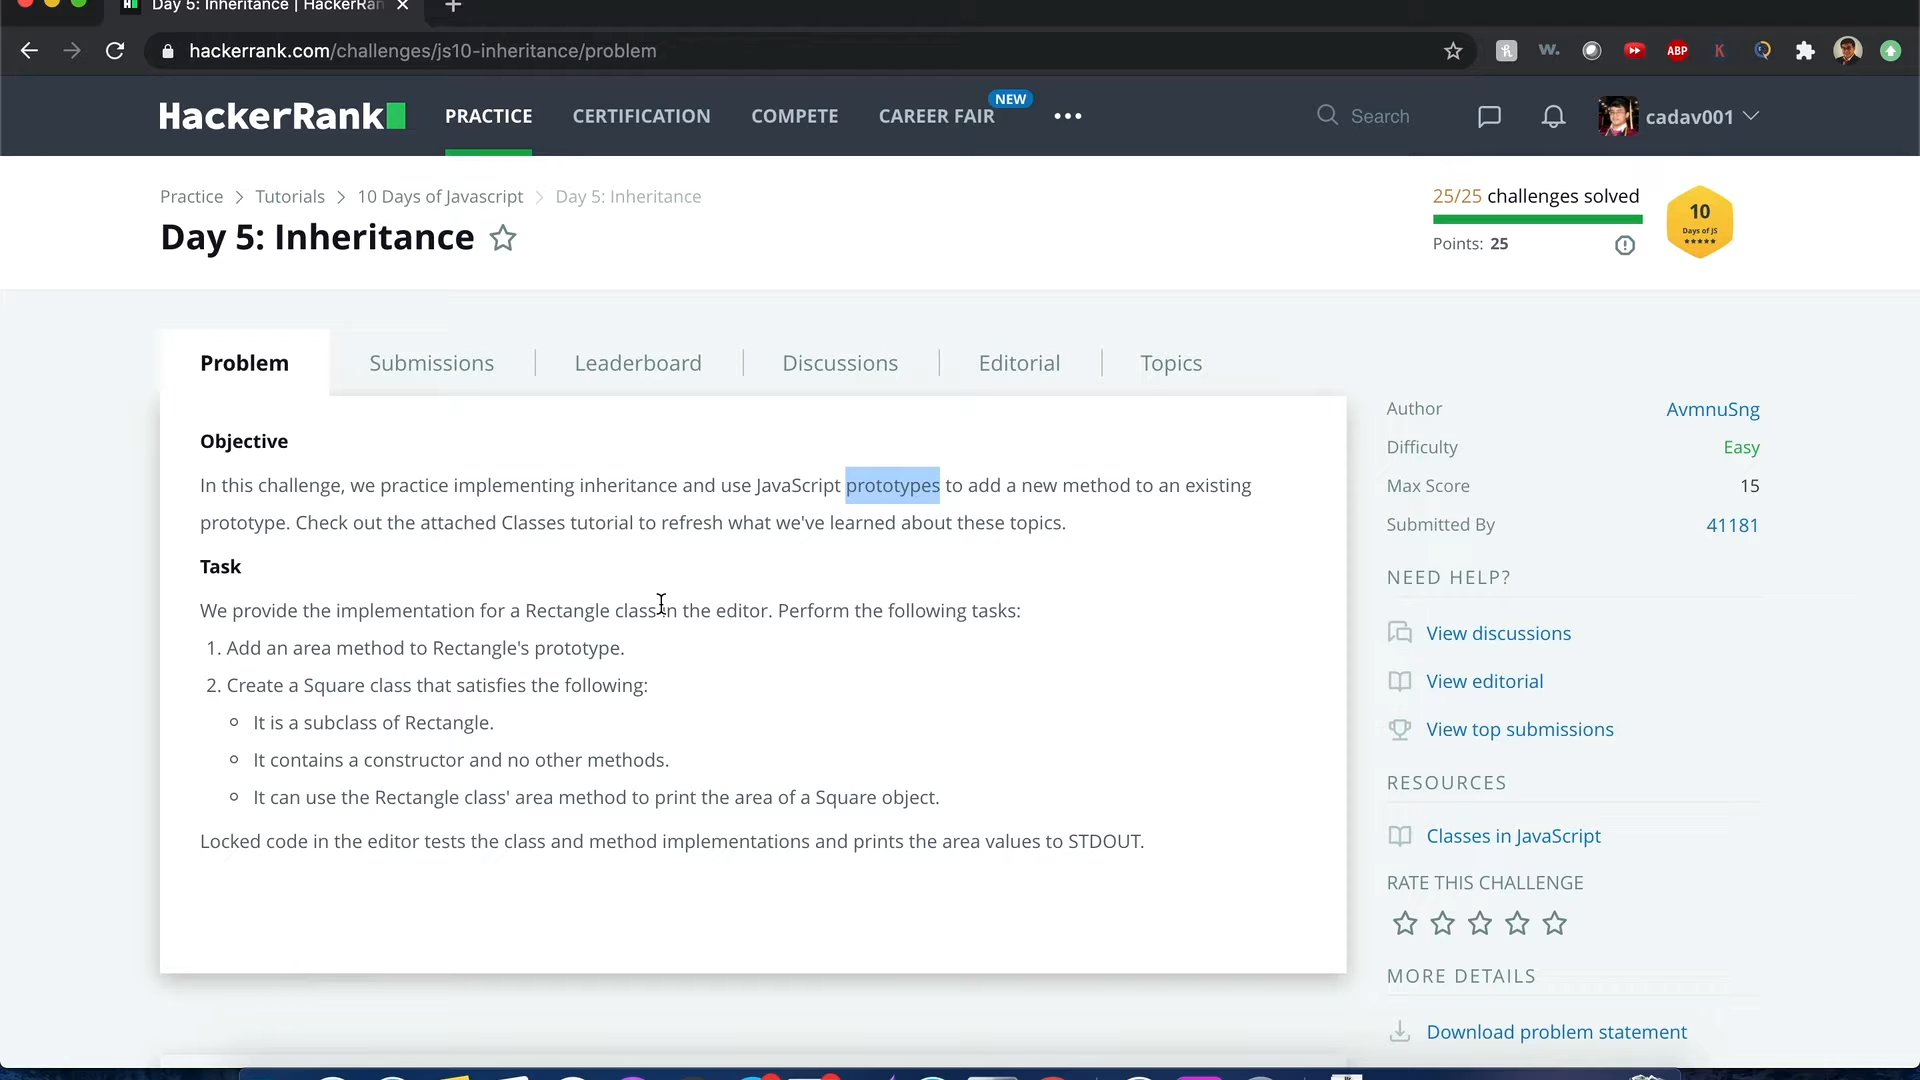 Day 5: Inheritance | HackerRan
hackerrank.com/challenges/js10-inheritance/problem
W. ABP K
HackerRank PRACTICE CERTIFICATION COMPETE CAREER FAIR NEW Search cadav001
Practice > Tutorials > 10 Days of Javascript > Day 5: Inheritance
25/25 challenges solved
Day 5: Inheritance
Points: 25
10
Days of JS
Problem Submissions Leaderboard Discussions Editorial Topics
Objective
In this challenge, we practice implementing inheritance and use JavaScript prototypes to add a new method to an existing
prototype. Check out the attached Classes tutorial to refresh what we've learned about these topics.
Task
We provide the implementation for a Rectangle class in the editor. Perform the following tasks:
1. Add an area method to Rectangle's prototype.
2. Create a Square class that satisfies the following:
It is a subclass of Rectangle.
It contains a constructor and no other methods.
It can use the Rectangle class' area method to print the area of a Square object.
Locked code in the editor tests the class and method implementations and prints the area values to STDOUT.
Author AvmnuSng
Difficulty Easy
Max Score 15
Submitted By 41181
NEED HELP?
View discussions
View editorial
View top submissions
RESOURCES
Classes in JavaScript
RATE THIS CHALLENGE
MORE DETAILS
Download problem statement